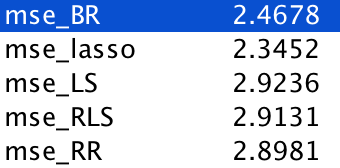 mse_BR 2.4678
mse_lasso 2.3452
mse_LS 2.9236
mse_RLS 2.9131
mse_RR 2.8981